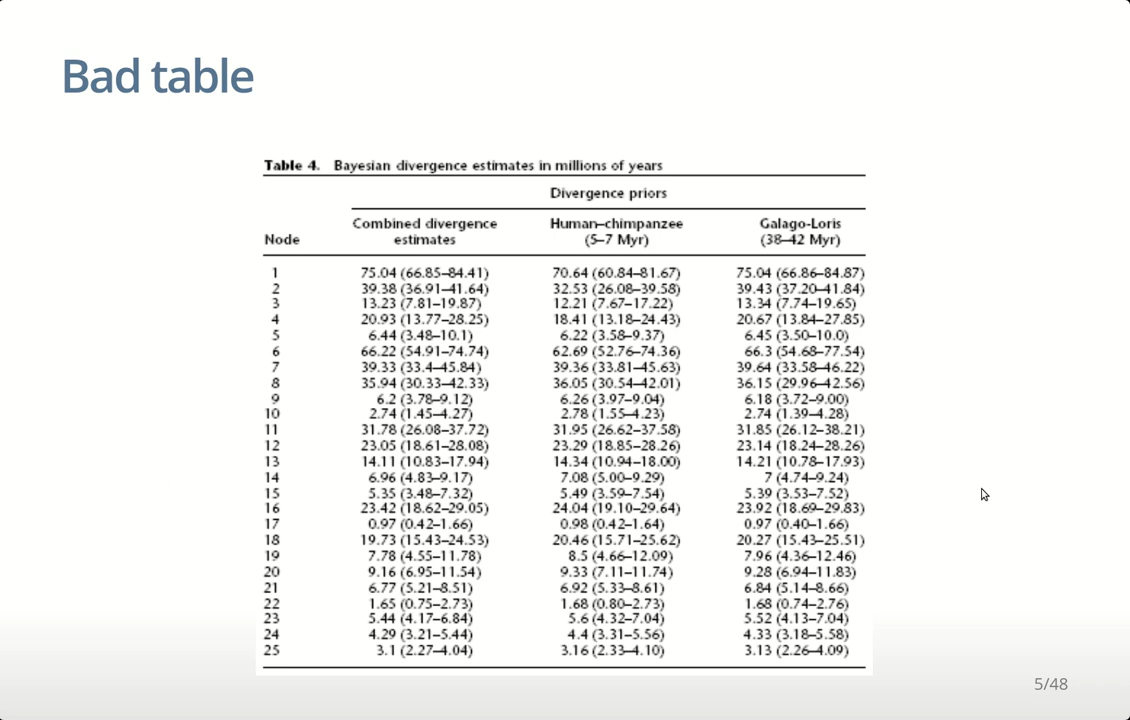 Bad table
Table 4. Bayesian divergence estimates in millions of years
Divergence priors
Combined divergence Human–chimpanzee Galago-Loris
Node estimates (5–7 Myr) (38–42 Myr)
1 75.04 (66.85–84.41) 70.64 (60.84–81.67) 75.04 (66.86–84.87)
2 39.38 (36.91–41.64) 32.53 (26.08–39.58) 39.43 (37.20–41.84)
3 13.23 (7.81–19.87) 12.21 (7.67–17.22) 13.34 (7.74–19.65)
4 20.93 (13.77–28.25) 18.41 (13.18–24.43) 20.67 (13.84–27.85)
5 6.44 (3.48–10.1) 6.22 (3.58–9.37) 6.45 (3.50–10.0)
6 66.22 (54.91–74.74) 62.69 (52.76–74.36) 66.3 (54.68–77.54)
7 39.33 (33.4–45.84) 39.36 (33.81–45.63) 39.64 (33.58–46.22)
8 35.94 (30.33–42.33) 36.05 (30.54–42.01) 36.15 (29.96–42.56)
9 6.2 (3.78–9.12) 6.26 (3.97–9.04) 6.18 (3.72–9.00)
10 2.74 (1.45–4.27) 2.78 (1.55–4.23) 2.74 (1.39–4.28)
11 31.78 (26.08–37.72) 31.95 (26.62–37.58) 31.85 (26.12–38.21)
12 23.05 (18.61–28.08) 23.29 (18.85–28.26) 23.14 (18.24–28.26)
13 14.11 (10.83–17.94) 14.34 (10.94–18.00) 14.21 (10.78–17.93)
14 6.96 (4.83–9.17) 7.08 (5.00–9.29) 7 (4.74–9.24)
15 5.35 (3.48–7.32) 5.49 (3.59–7.54) 5.39 (3.53–7.52)
16 23.42 (18.62–29.05) 24.04 (19.10–29.64) 23.92 (18.69–29.83)
17 0.97 (0.42–1.66) 0.98 (0.42–1.64) 0.97 (0.40–1.66)
18 19.73 (15.43–24.53) 20.46 (15.71–25.62) 20.27 (15.43–25.51)
19 7.78 (4.55–11.78) 8.5 (4.66–12.09) 7.96 (4.36–12.46)
20 9.16 (6.95–11.54) 9.33 (7.11–11.74) 9.28 (6.94–11.83)
21 6.77 (5.21–8.51) 6.92 (5.33–8.61) 6.84 (5.14–8.66)
22 1.65 (0.75–2.73) 1.68 (0.80–2.73) 1.68 (0.74–2.76)
23 5.44 (4.17–6.84) 5.6 (4.32–7.04) 5.52 (4.13–7.04)
24 4.29 (3.21–5.44) 4.4 (3.31–5.56) 4.33 (3.18–5.58)
25 3.1 (2.27–4.04) 3.16 (2.33–4.10) 3.13 (2.26–4.09)
5/48